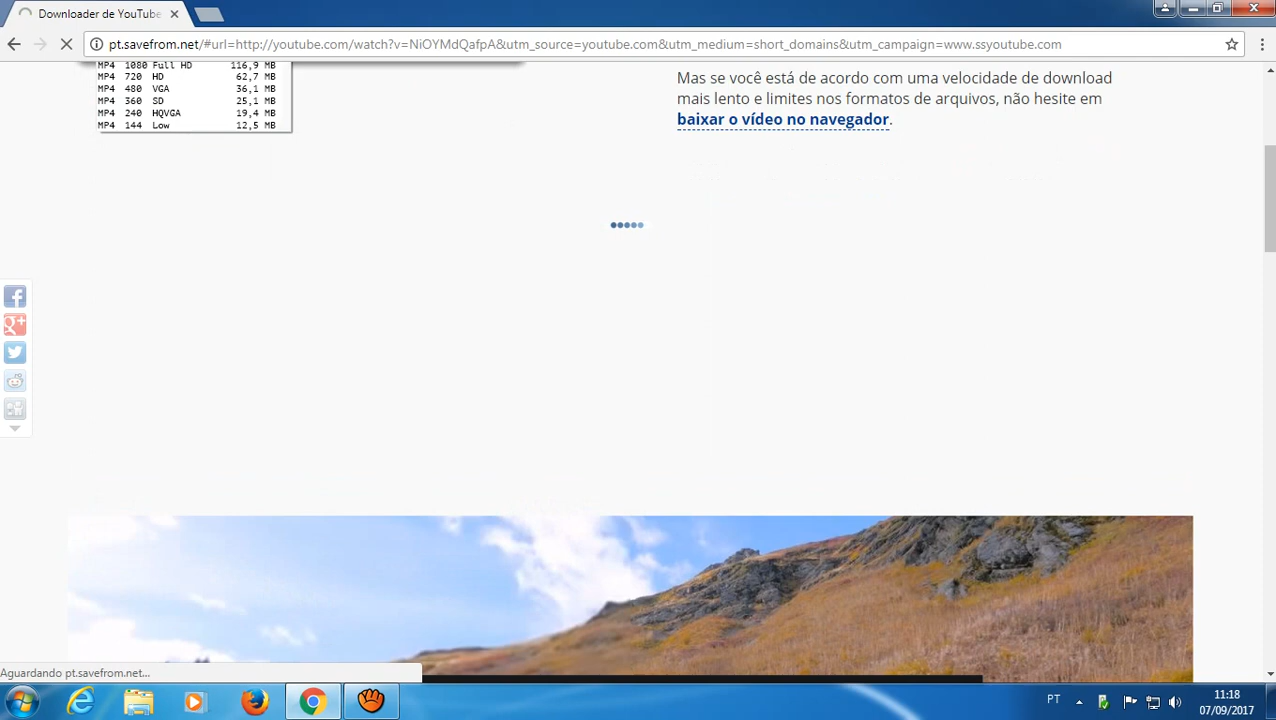 Downloader de YouTube
pt.savefrom.net/#url=http://youtube.com/watch?v=NiOYMdQafpA&utm_source=youtube.com&utm_medium=short_domains&utm_campaign=www.ssyoutube.com
MP4 1080 Full HD 116,9 MB
MP4 720 HD 62,7 MB
MP4 480 VGA 36,1 MB
MP4 360 SD 25,1 MB
MP4 240 HQVGA 19,4 MB
MP4 144 Low 12,5 MB
Mas se você está de acordo com uma velocidade de download
mais lento e limites nos formatos de arquivos, não hesite em
baixar o vídeo no navegador.
Aguardando pt.savefrom.net...
PT
11:18
07/09/2017